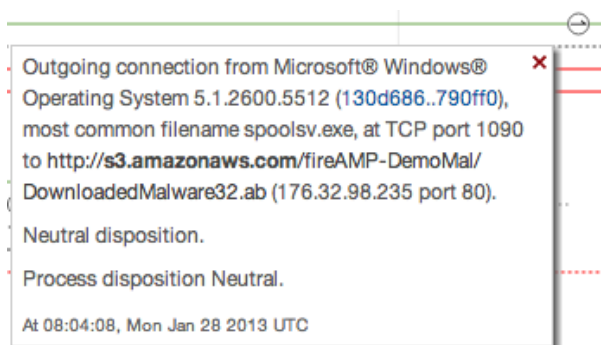 Outgoing connection from Microsoft® Windows®
Operating System 5.1.2600.5512 (130d686..790ff0),
most common filename spoolsv.exe, at TCP port 1090
to http://s3.amazonaws.com/fireAMP-DemoMal/
DownloadedMalware32.ab (176.32.98.235 port 80).
Neutral disposition.
Process disposition Neutral.
At 08:04:08, Mon Jan 28 2013 UTC